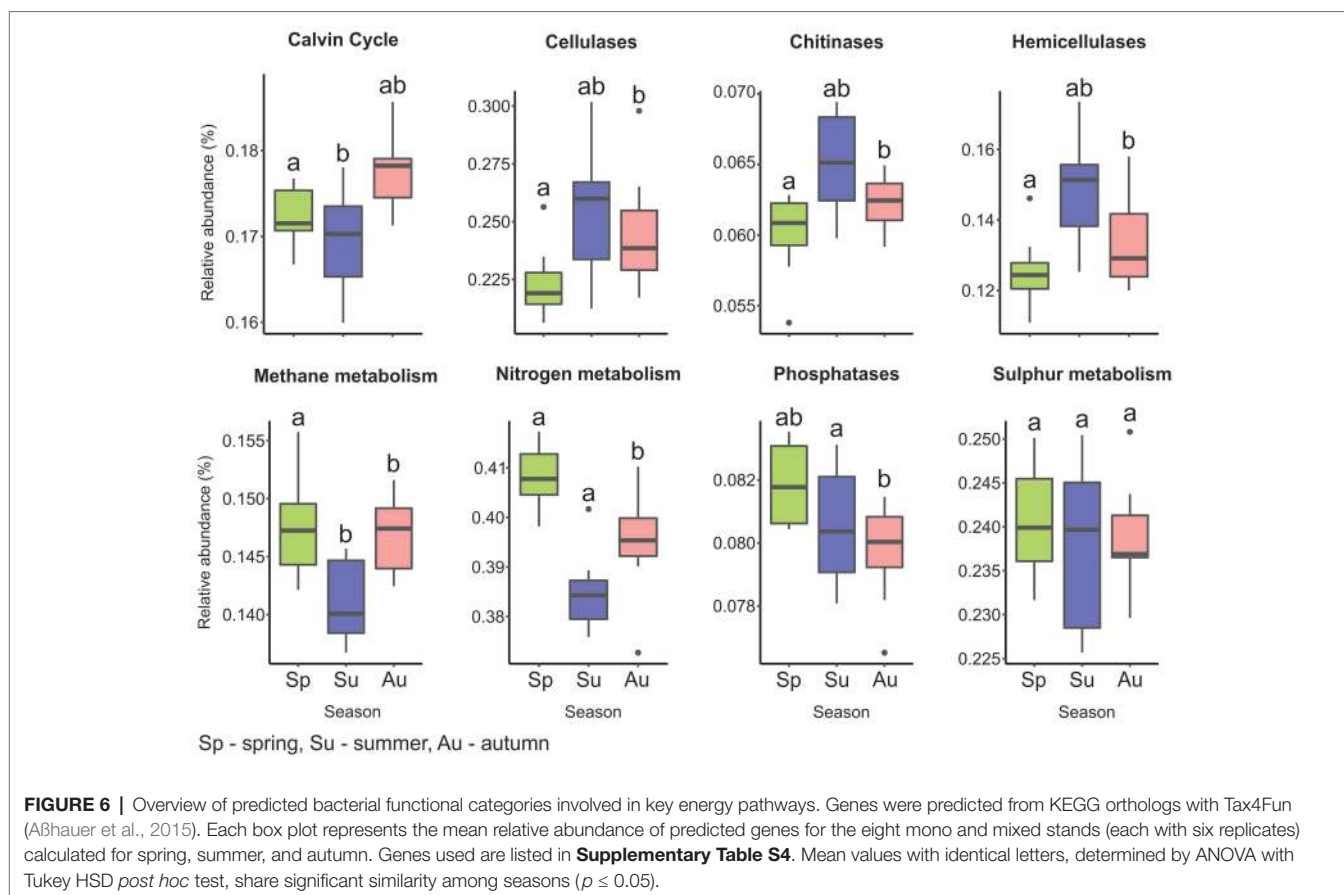 Calvin Cycle
Cellulases
Chitinases
Hemicellulases
Relative abundance (%)
0.18
0.17
0.16
a
b
ab
0.300
0.275
0.250
0.225
a
ab
b
0.070
0.065
0.060
0.055
a
ab
b
0.16
0.14
0.12
a
ab
b
Methane metabolism
Nitrogen metabolism
Phosphatases
Sulphur metabolism
Relative abundance (%)
0.155
0.150
0.145
0.140
a
b
b
0.41
0.40
0.39
0.38
a
a
b
0.082
0.080
0.078
ab
a
b
0.250
0.245
0.240
0.235
0.230
0.225
a
a
a
Sp Su Au
Sp Su Au
Sp Su Au
Sp Su Au
Season
Season
Season
Season
Sp - spring, Su - summer, Au - autumn
FIGURE 6 | Overview of predicted bacterial functional categories involved in key energy pathways. Genes were predicted from KEGG orthologs with Tax4Fun
(Aßhauer et al., 2015). Each box plot represents the mean relative abundance of predicted genes for the eight mono and mixed stands (each with six replicates)
calculated for spring, summer, and autumn. Genes used are listed in Supplementary Table S4. Mean values with identical letters, determined by ANOVA with
Tukey HSD post hoc test, share significant similarity among seasons (p ≤ 0.05).